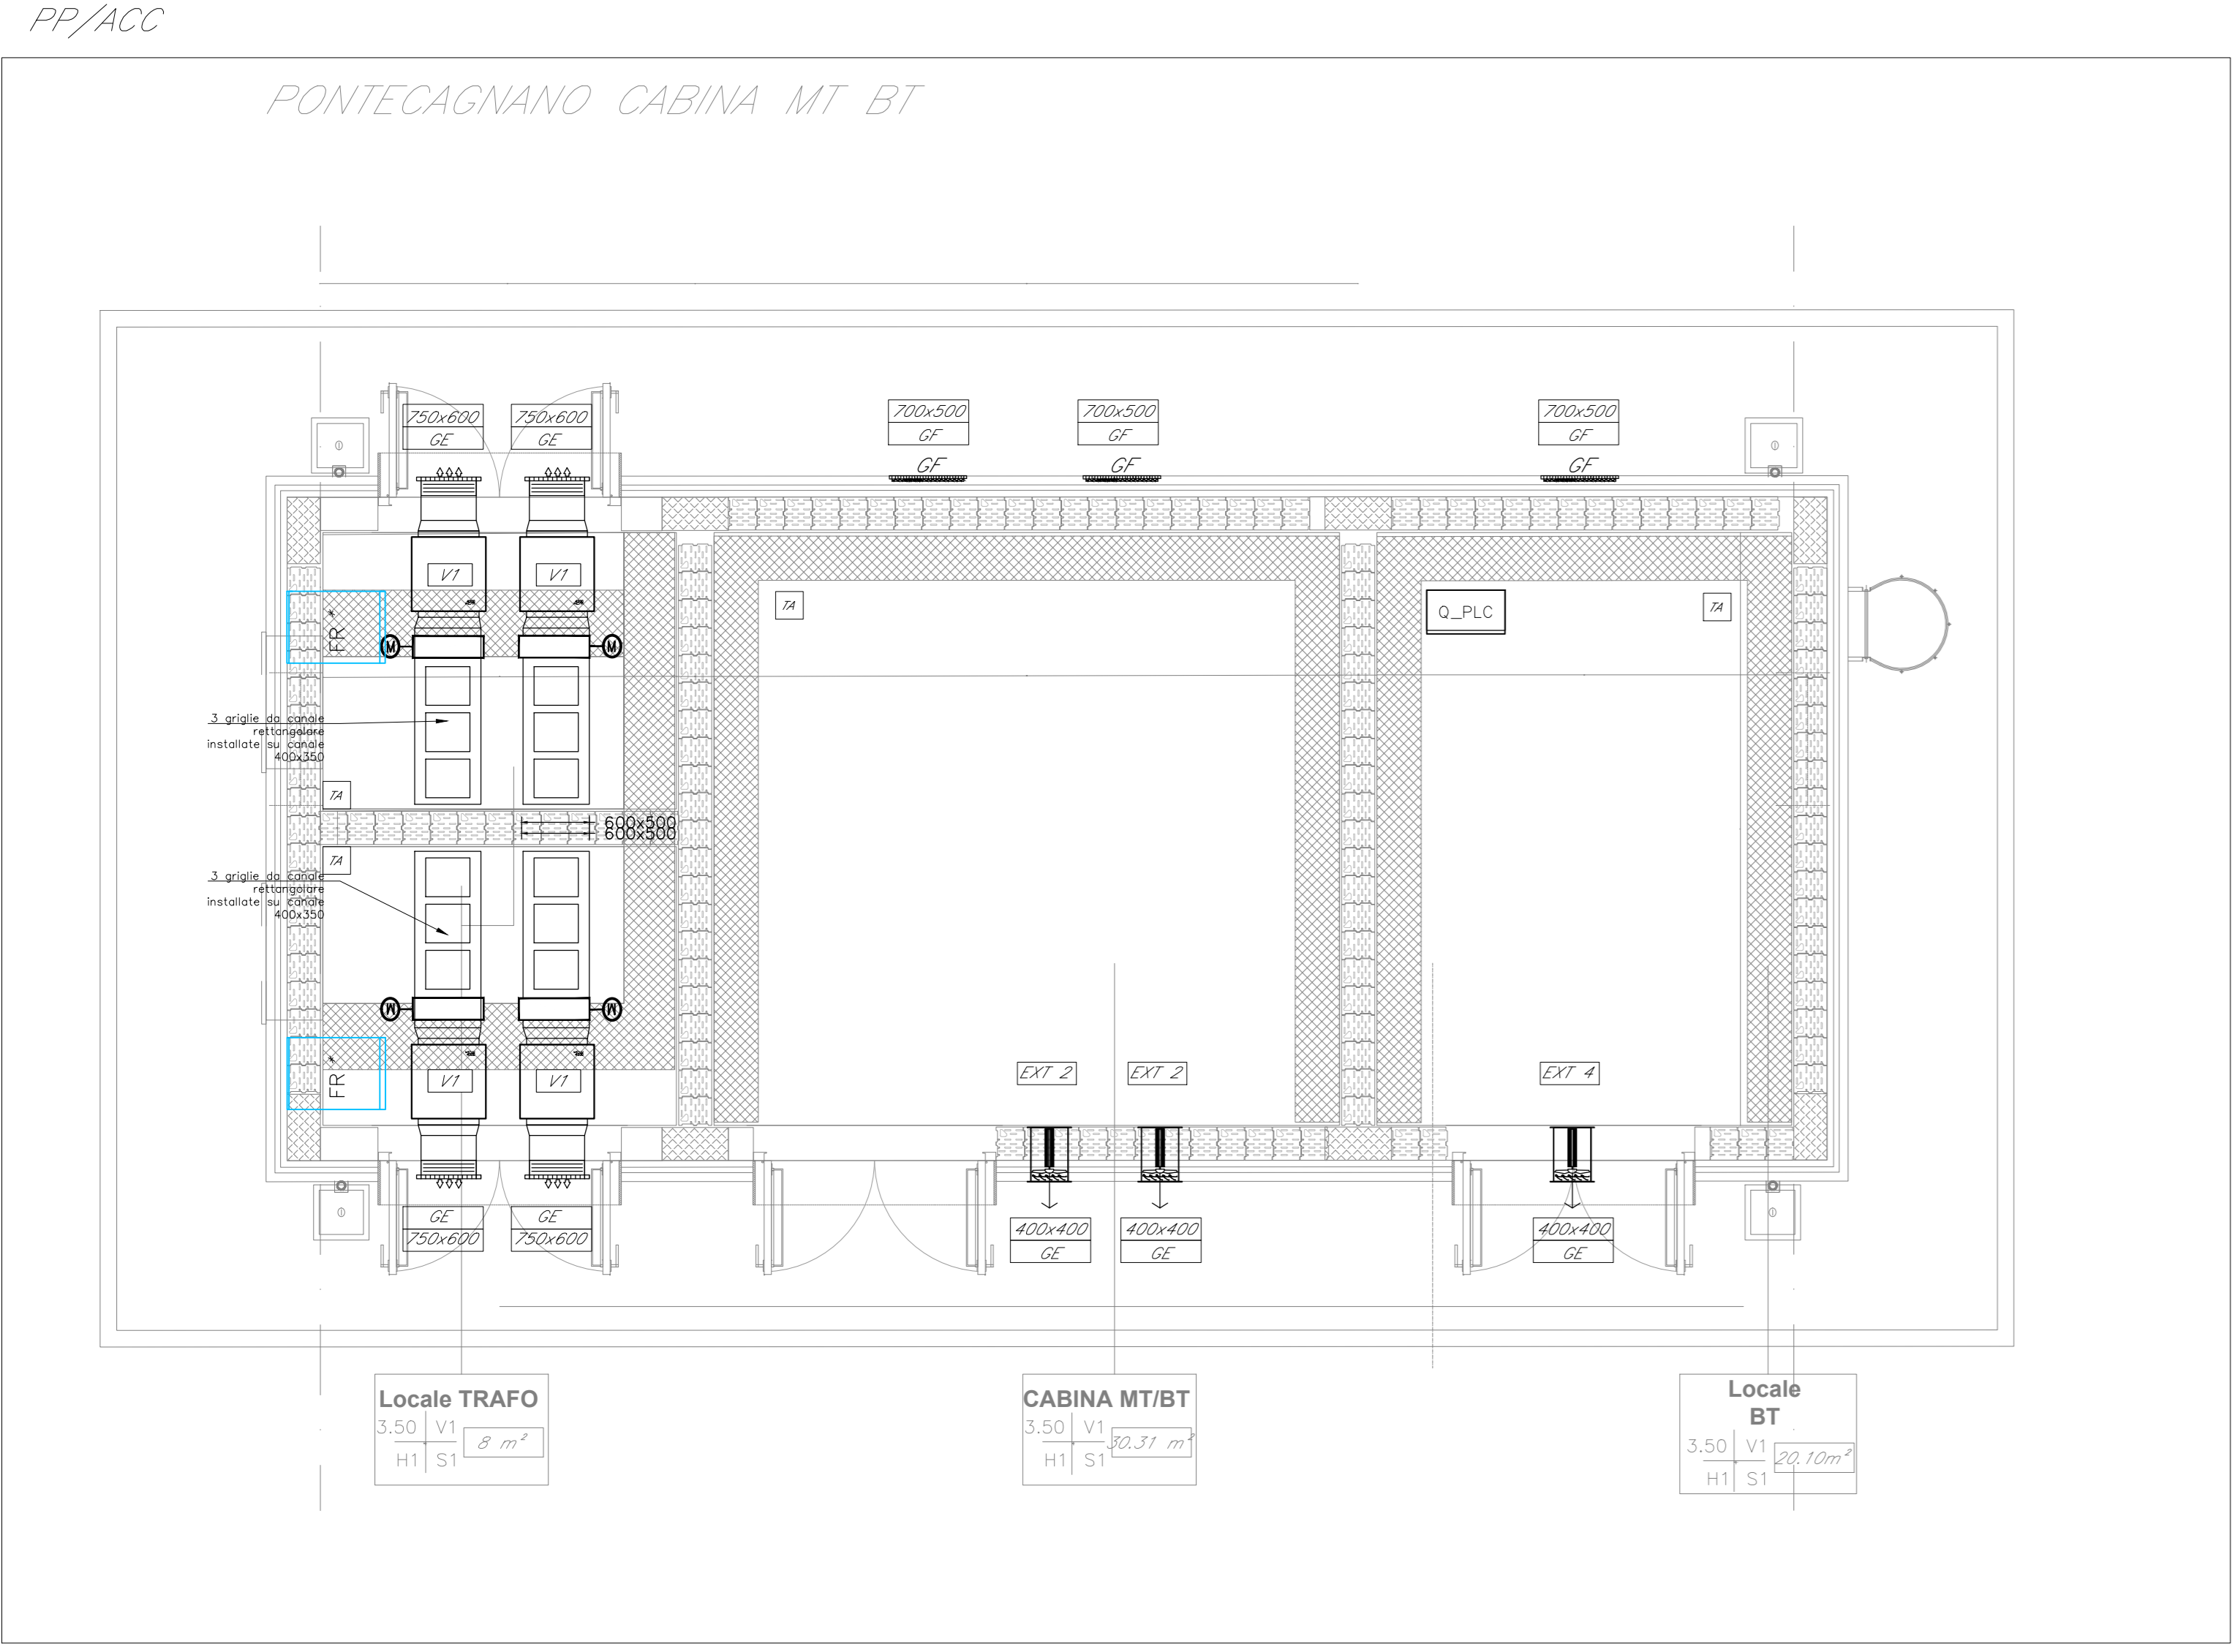 PP/ACC
PONTECAGNANO CABINA MT BT
750x600
GE
750x600
GE
700x500
GF
GF
700x500
GF
GF
700x500
GF
GF
V1
V1
TA
Q_PLC
TA
FR *
M
M
3 griglie da canale
rettangolare
installate su canale
400x350
TA
600x500
600x500
TA
3 griglie da canale
rettangolare
installate su canale
400x350
M
M
FR *
V1
V1
EXT 2
EXT 2
EXT 4
GE
750x600
GE
750x600
400x400
GE
400x400
GE
400x400
GE
Locale TRAFO
3.50 V1
8 m²
H1 S1
CABINA MT/BT
3.50 V1
30.31 m²
H1 S1
Locale
BT
3.50 V1
20.10m²
H1 S1